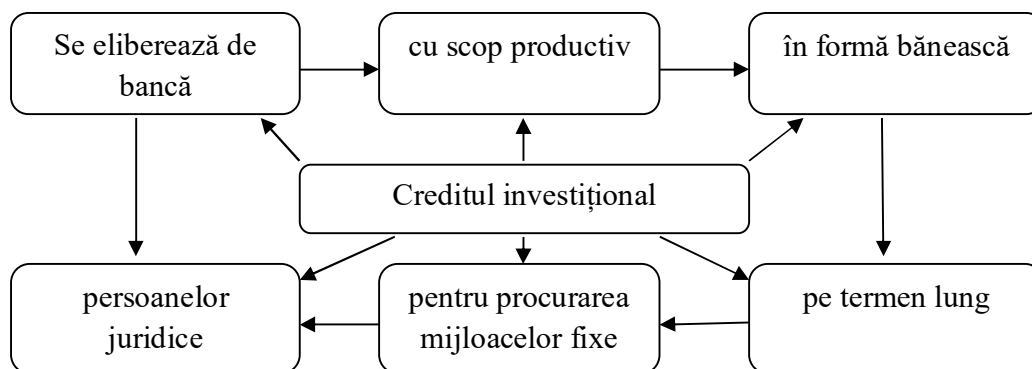 Se eliberează de
bancă
cu scop productiv
în formă bănească
Creditul investițional
persoanelor
juridice
pentru procurarea
mijloacelor fixe
pe termen lung